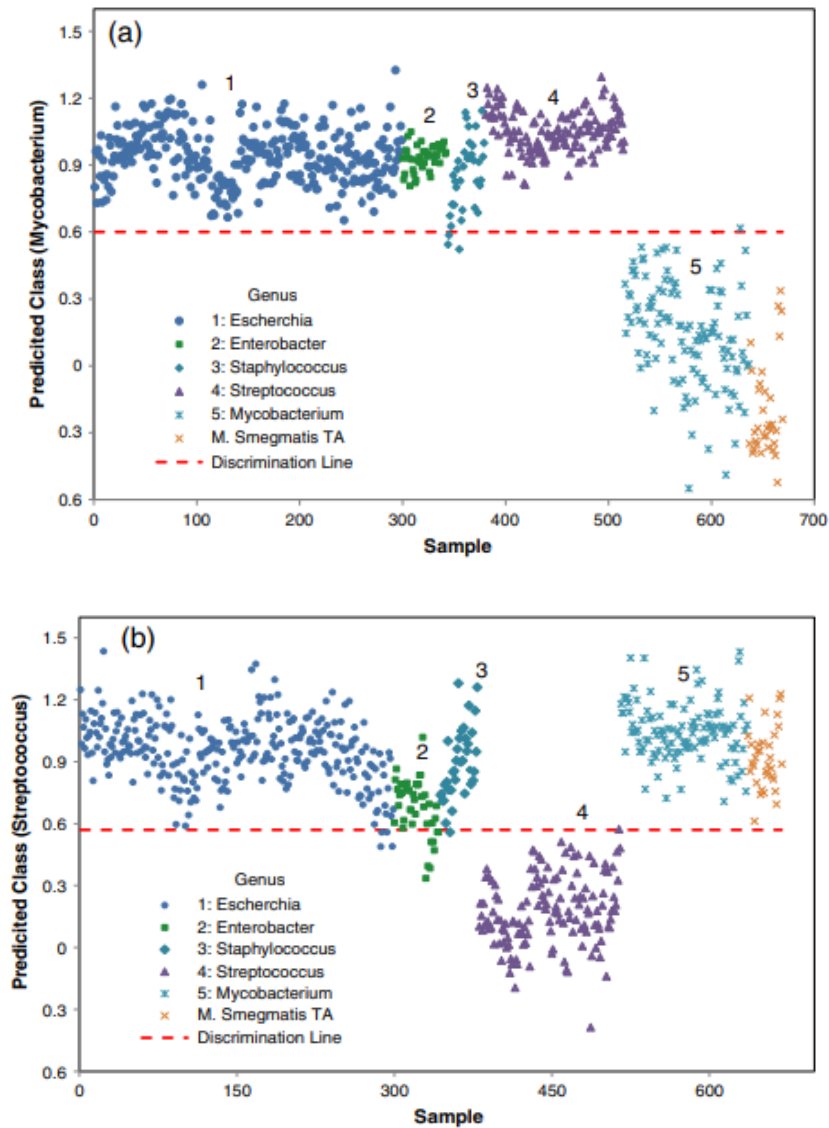 (a)
1.5
1.2
0.9
0.6
0.3
0
0.3
0.6
Predicited Class (Mycobacterium)
1
2
3
4
5
Genus
1: Escherchia
2: Enterobacter
3: Staphylococcus
4: Streptococcus
5: Mycobacterium
M. Smegmatis TA
Discrimination Line
0 100 200 300 400 500 600 700
Sample
(b)
1.5
1.2
0.9
0.6
0.3
0
0.3
0.6
Predicited Class (Streptococcus)
1
2
3
4
5
Genus
1: Escherchia
2: Enterobacter
3: Staphylococcus
4: Streptococcus
5: Mycobacterium
M. Smegmatis TA
Discrimination Line
0 150 300 450 600
Sample